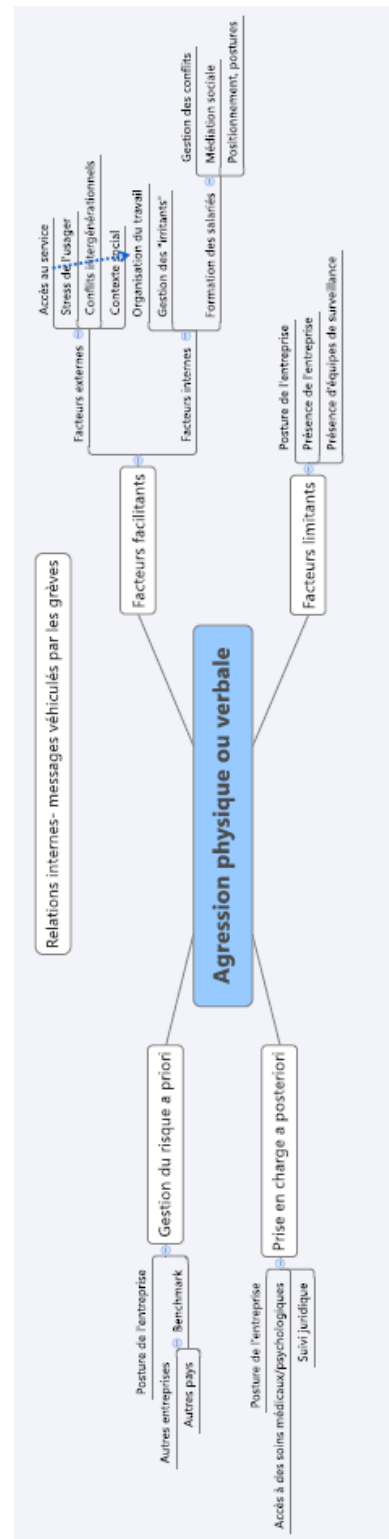 Relations internes- messages véhiculés par les grèves
Agression physique ou verbale
Gestion du risque a priori
Posture de l'entreprise
Benchmark
Autres entreprises
Autres pays
Prise en charge a posteriori
Posture de l'entreprise
Accès à des soins médicaux/psychologiques
Suivi juridique
Facteurs facilitants
Facteurs externes
Accès au service
Stress de l'usager
Conflits intergénérationnels
Contexte social
Facteurs internes
Organisation du travail
Gestion des "irritants"
Formation des salariés
Gestion des conflits
Médiation sociale
Positionnement, postures
Facteurs limitants
Posture de l'entreprise
Présence de l'entreprise
Présence d'équipes de surveillance